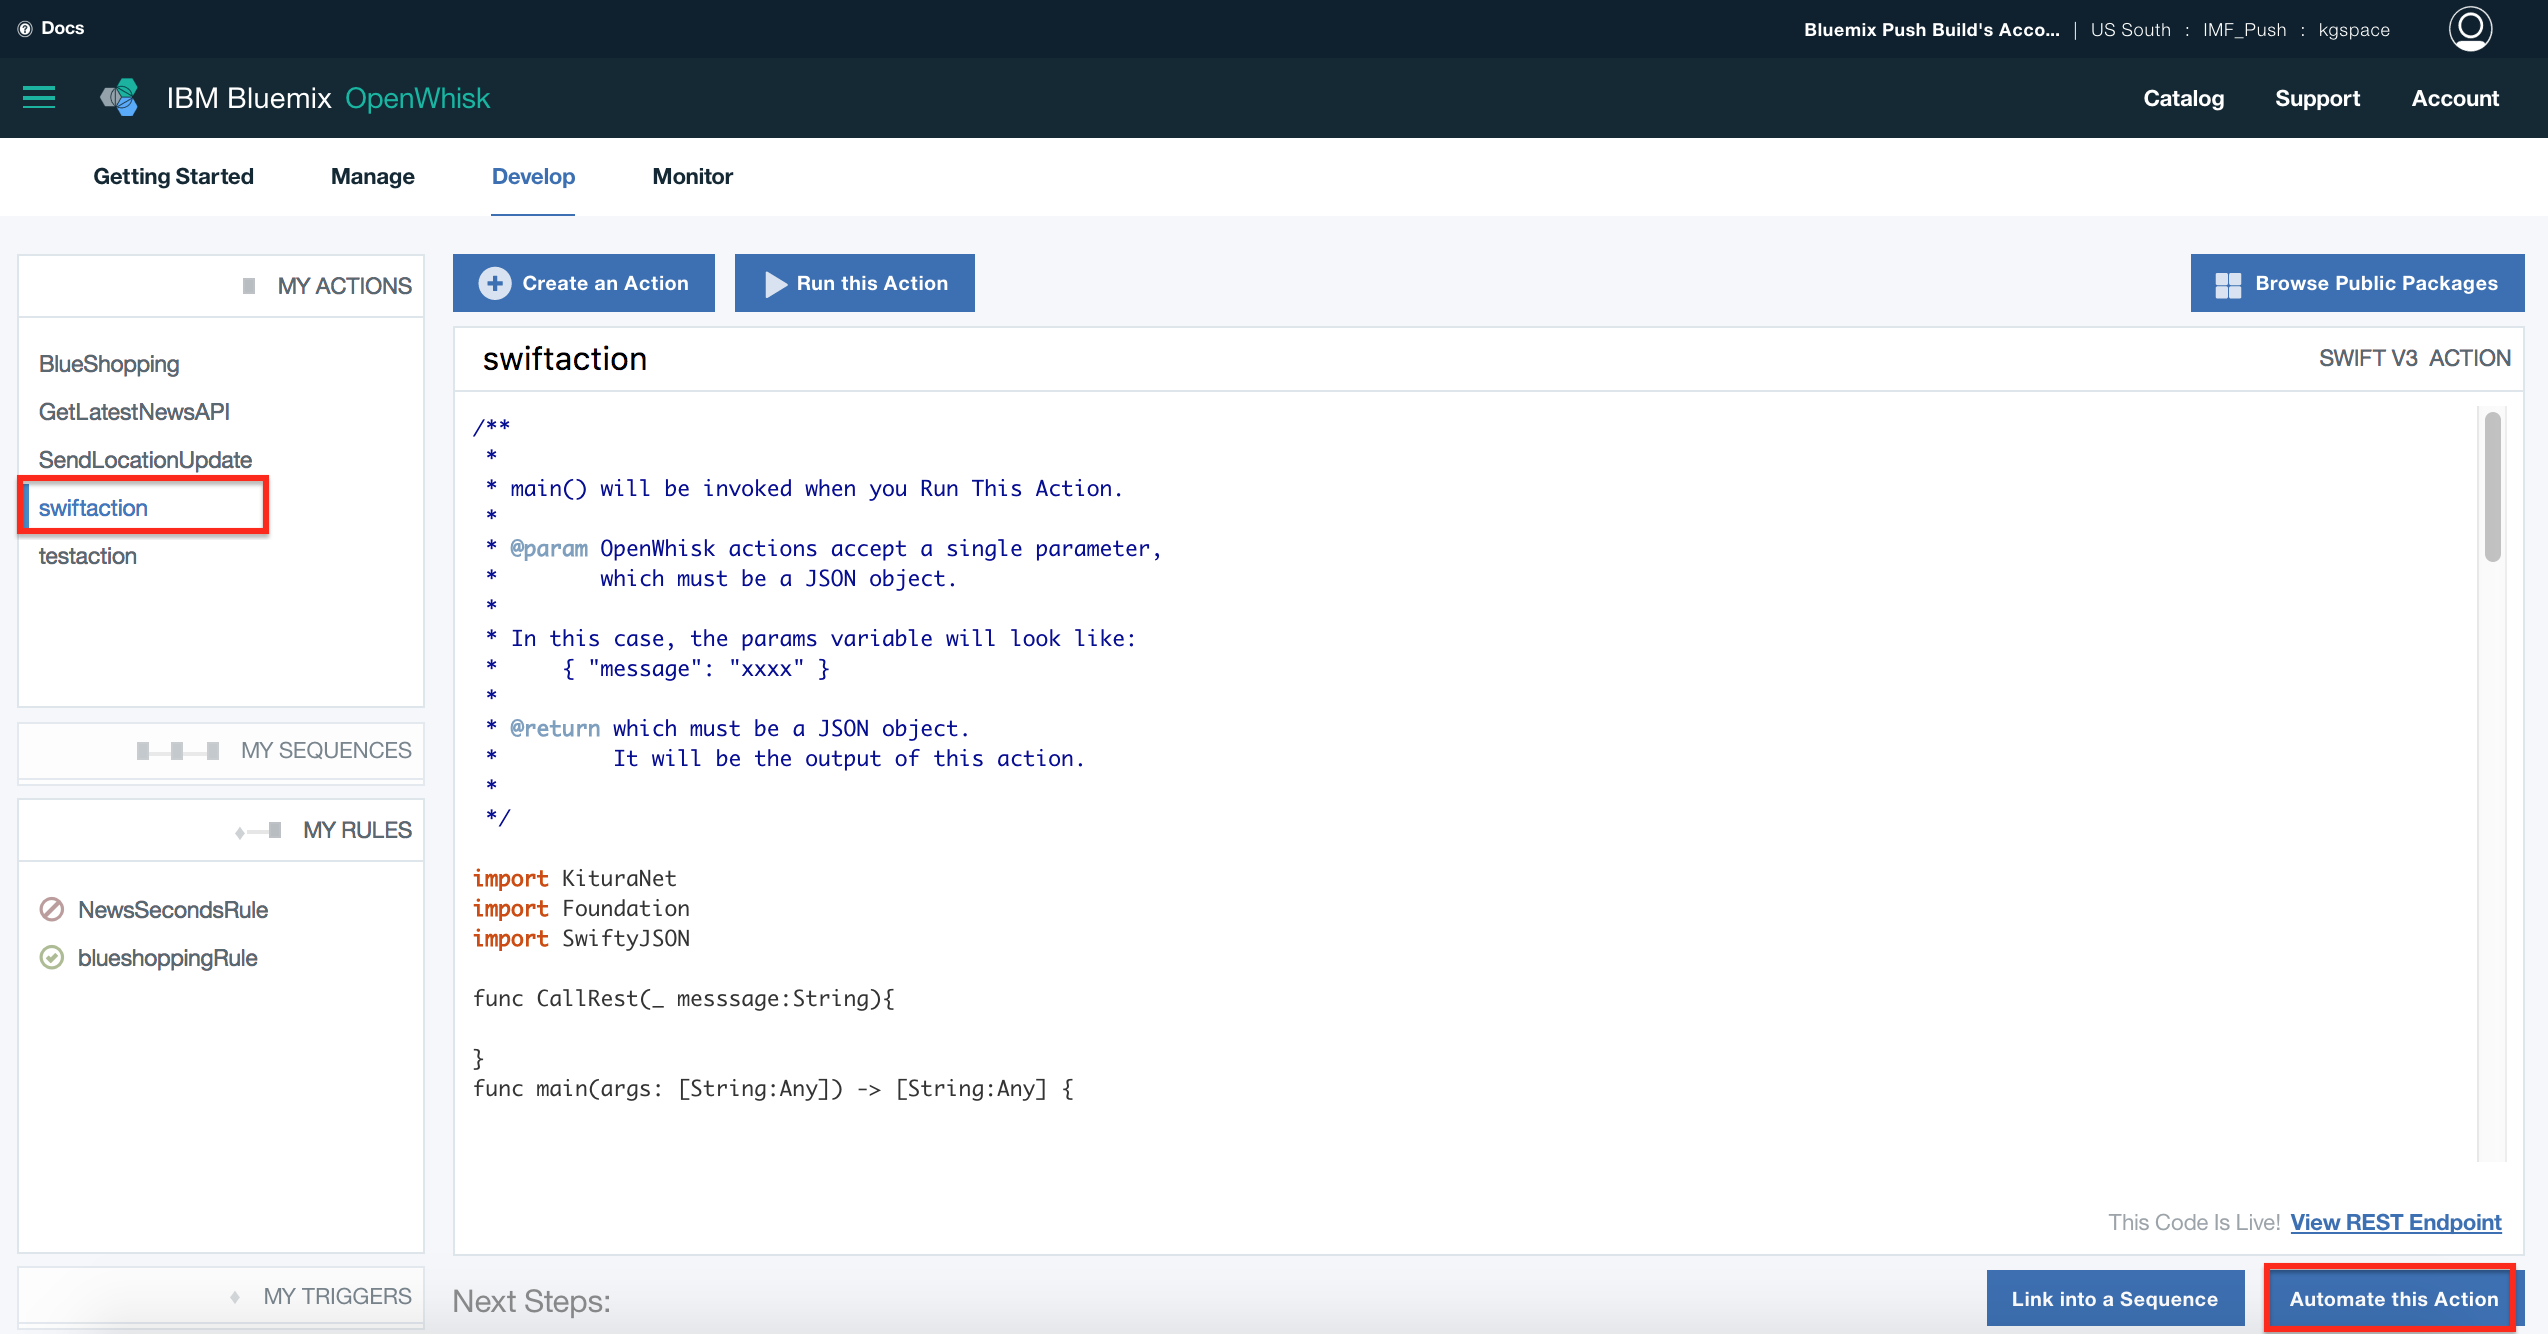 Docs
Bluemix Push Build's Acco... | US South : IMF_Push : kgspace
IBM Bluemix OpenWhisk
Catalog Support Account
Getting Started Manage Develop Monitor
MY ACTIONS
BlueShopping
GetLatestNewsAPI
SendLocationUpdate
swiftaction
testaction
MY SEQUENCES
MY RULES
NewsSecondsRule
blueshoppingRule
MY TRIGGERS
Create an Action Run this Action Browse Public Packages
swiftaction SWIFT V3 ACTION
/**
*
* main() will be invoked when you Run This Action.
*
* @param OpenWhisk actions accept a single parameter,
* which must be a JSON object.
*
* In this case, the params variable will look like:
* { "message": "xxxx" }
*
* @return which must be a JSON object.
* It will be the output of this action.
*
*/
import KituraNet
import Foundation
import SwiftyJSON
func CallRest(_ messsage:String){
}
func main(args: [String:Any]) -> [String:Any] {
This Code Is Live! View REST Endpoint
Next Steps: Link into a Sequence Automate this Action